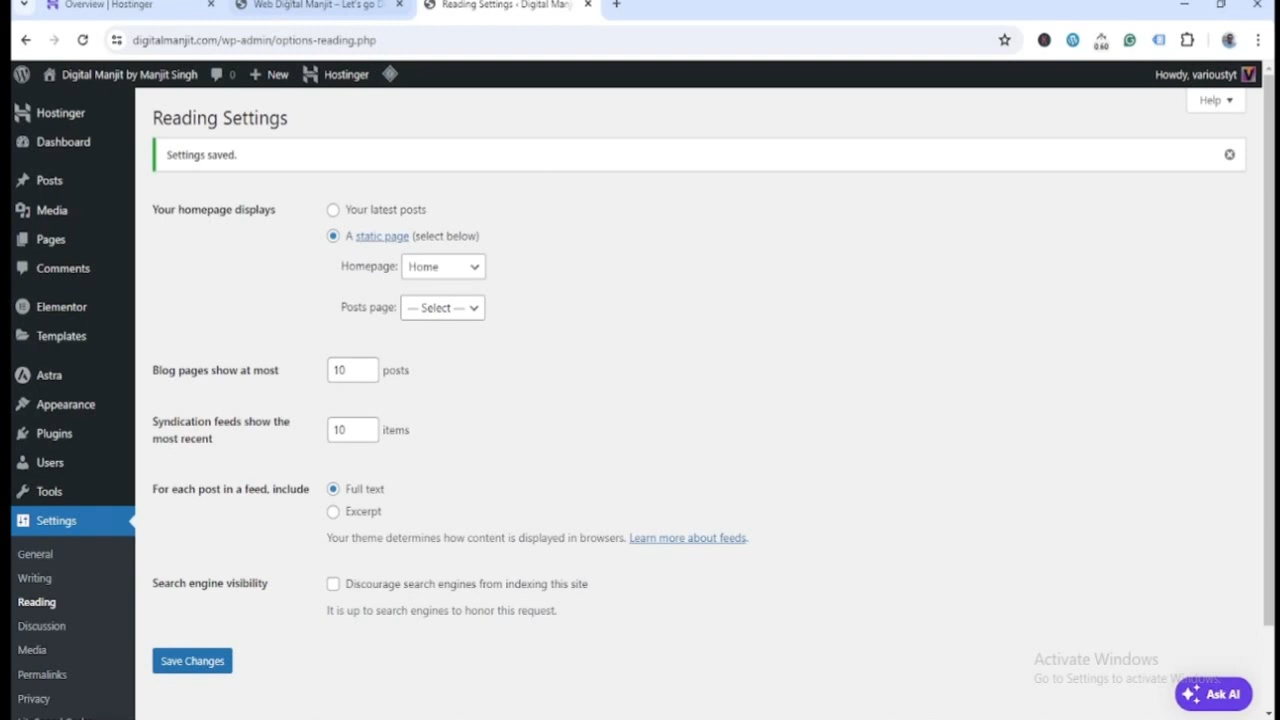 Overview | Hostinger
Web Digital Manjit – Let's go D
Reading Settings ‹ Digital Manj
digitalmanjit.com/wp-admin/options-reading.php
0.60
Digital Manjit by Manjit Singh 0 + New Hostinger
Howdy, varioustyt
Hostinger
Dashboard
Posts
Media
Pages
Comments
Elementor
Templates
Astra
Appearance
Plugins
Users
Tools
Settings
General
Writing
Reading
Discussion
Media
Permalinks
Privacy
Help
Reading Settings
Settings saved.
Your homepage displays
Your latest posts
A static page (select below)
Homepage: Home
Posts page: — Select —
Blog pages show at most 10 posts
Syndication feeds show the
most recent
10 items
For each post in a feed, include
Full text
Excerpt
Your theme determines how content is displayed in browsers. Learn more about feeds.
Search engine visibility
Discourage search engines from indexing this site
It is up to search engines to honor this request.
Save Changes
Activate Windows
Go to Settings to activate Windows.
Ask AI